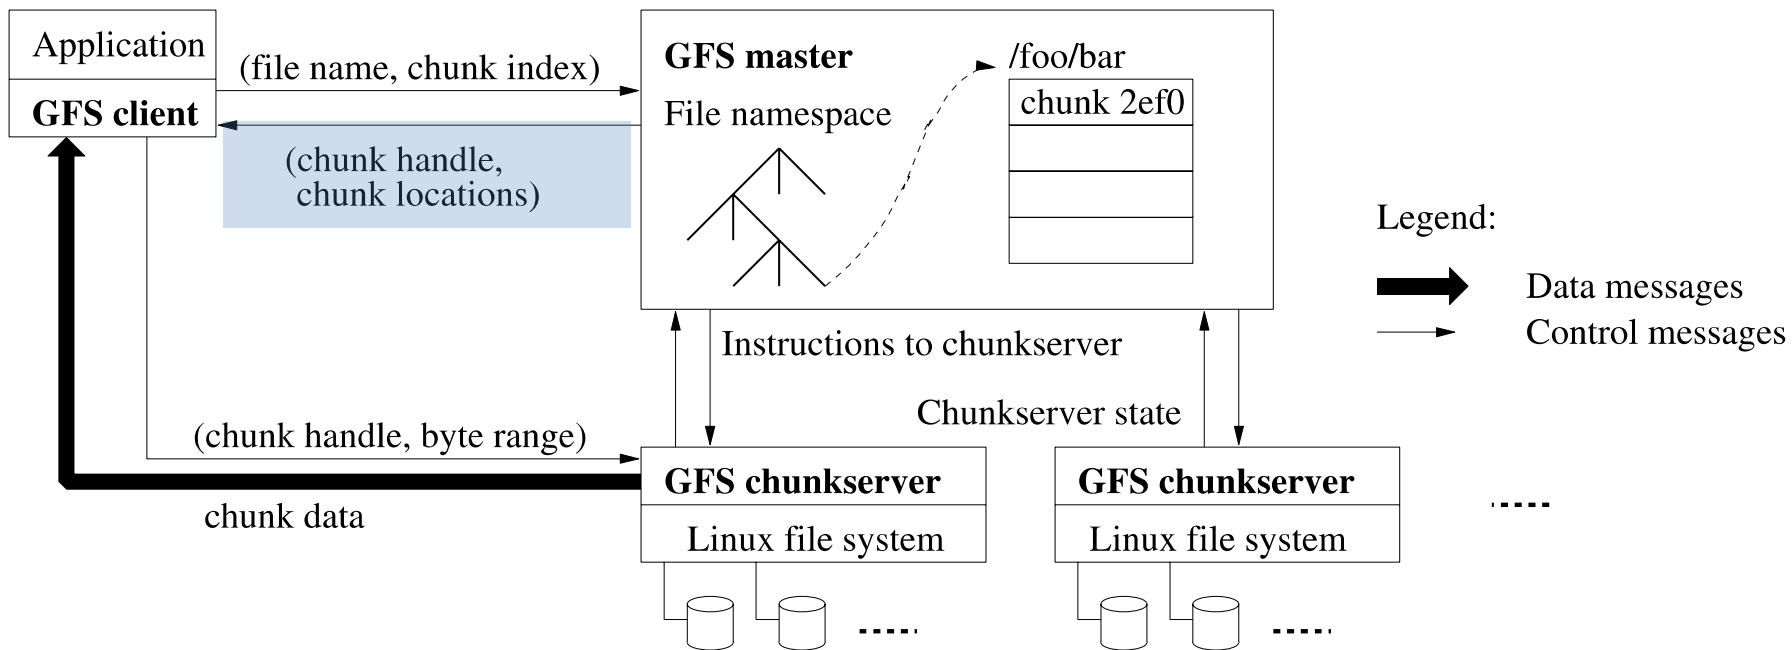 Application
GFS client
(file name, chunk index)
(chunk handle,
chunk locations)
GFS master
File namespace
/foo/bar
chunk 2ef0
Legend:
Data messages
Control messages
Instructions to chunkserver
Chunkserver state
(chunk handle, byte range)
chunk data
GFS chunkserver
Linux file system
GFS chunkserver
Linux file system